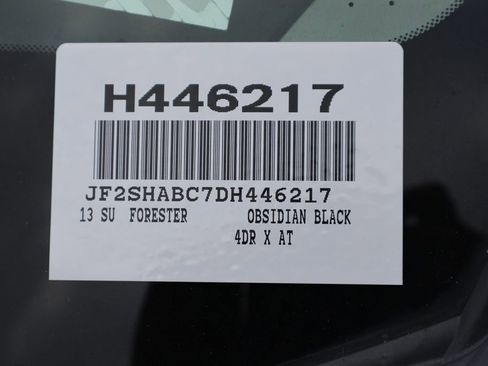 H446217
JF2SHABC7DH446217
13 SU FORESTER OBSIDIAN BLACK
4DR X AT